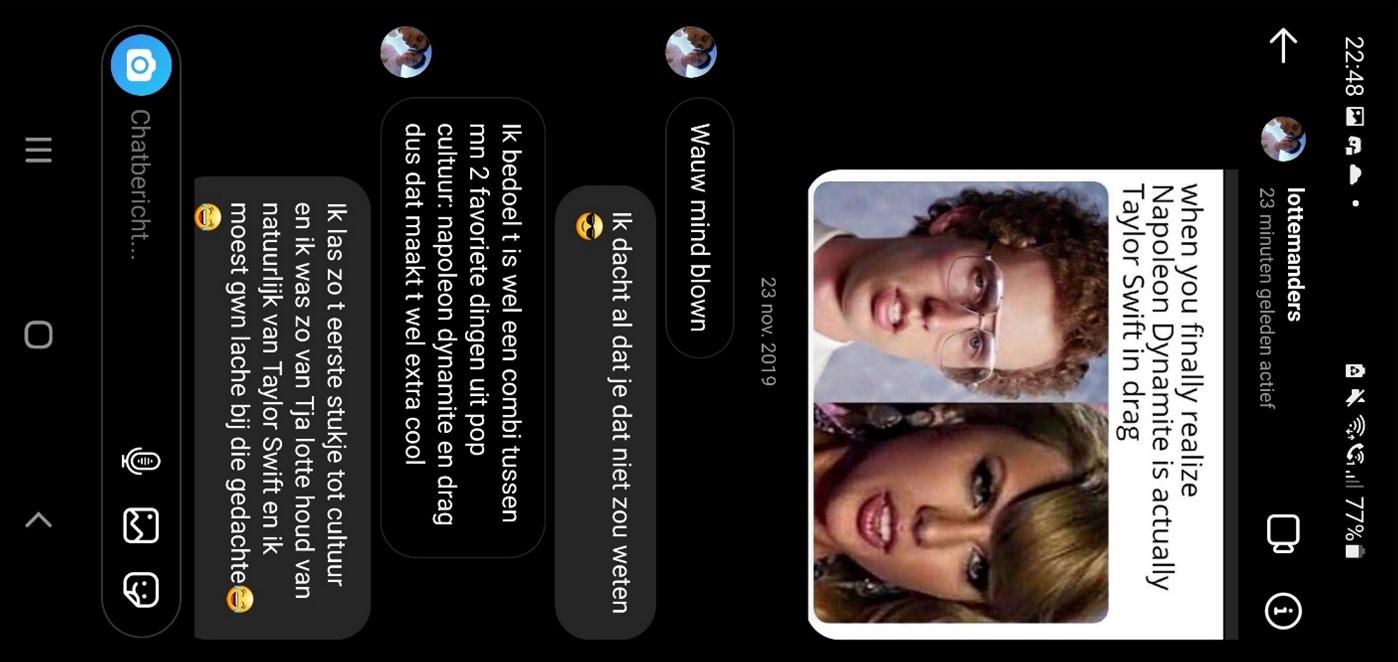 22:48
77%
lottemanders
23 minuten geleden actief
when you finally realize
Napoleon Dynamite is actually
Taylor Swift in drag
23 nov. 2019
Wauw mind blown
Ik dacht al dat je dat niet zou weten
😎
Ik bedoel t is wel een combi tussen
mn 2 favoriete dingen uit pop
cultuur: napoleon dynamite en drag
dus dat maakt t wel extra cool
Ik las zo t eerste stukje tot cultuur
en ik was zo van Tja lotte houd van
natuurlijk van Taylor Swift en ik
moest gwn lache bij die gedachte😂
😂
Chatbericht...